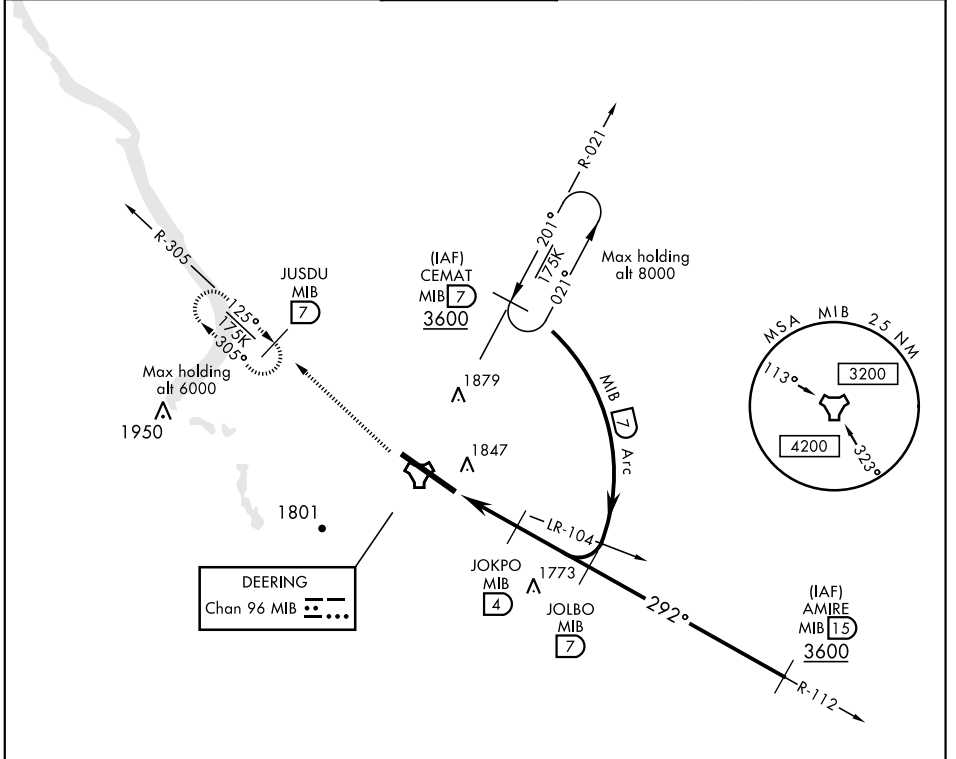 R-021
201°
175K
021°
Max holding
alt 8000
(IAF)
CEMAT
MIB 7
3600
R-305
JUSDU
MIB
7
125°
175K
305°
Max holding
alt 6000
1950
1879
MIB 7 Arc
1847
MSA MIB 25 NM
113°
3200
4200
323°
1801
LR-104
DEERING
Chan 96 MIB
JOKPO
MIB
4
1773
JOLBO
MIB
7
292°
(IAF)
AMIRE
MIB 15
3600
R-112